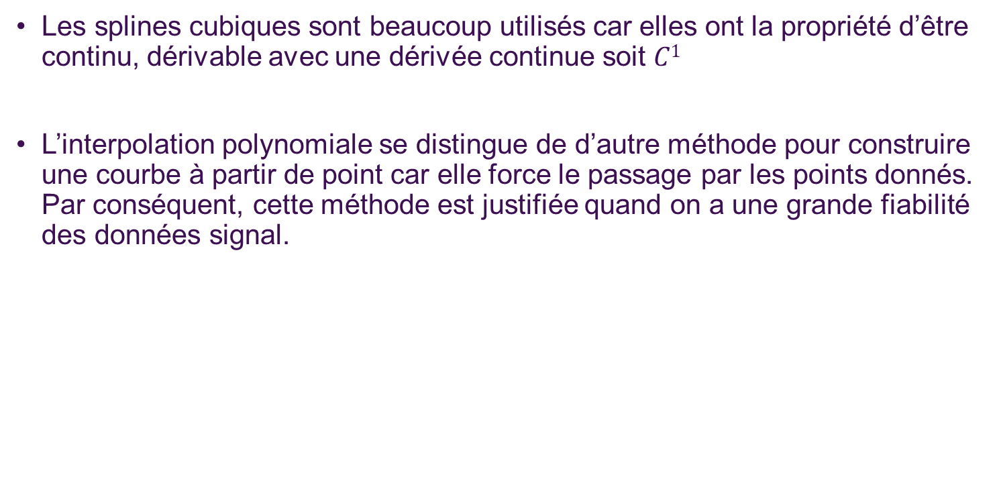 • Les splines cubiques sont beaucoup utilisés car elles ont la propriété d’être
continu, dérivable avec une dérivée continue soit 𝐶¹
• L’interpolation polynomiale se distingue de d’autre méthode pour construire
une courbe à partir de point car elle force le passage par les points donnés.
Par conséquent, cette méthode est justifiée quand on a une grande fiabilité
des données signal.